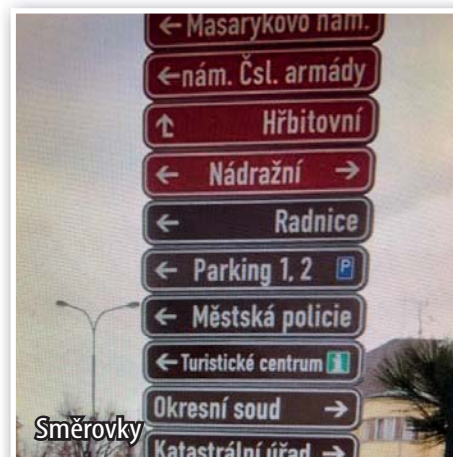 ← Masarykovo nám.
← nám. Čsl. armády
↰ Hřbitovní
← Nádražní →
← Radnice
← Parking 1, 2 P
← Městská policie
← Turistické centrum i
Okresní soud →
Katastrální úřad →
Směrovky